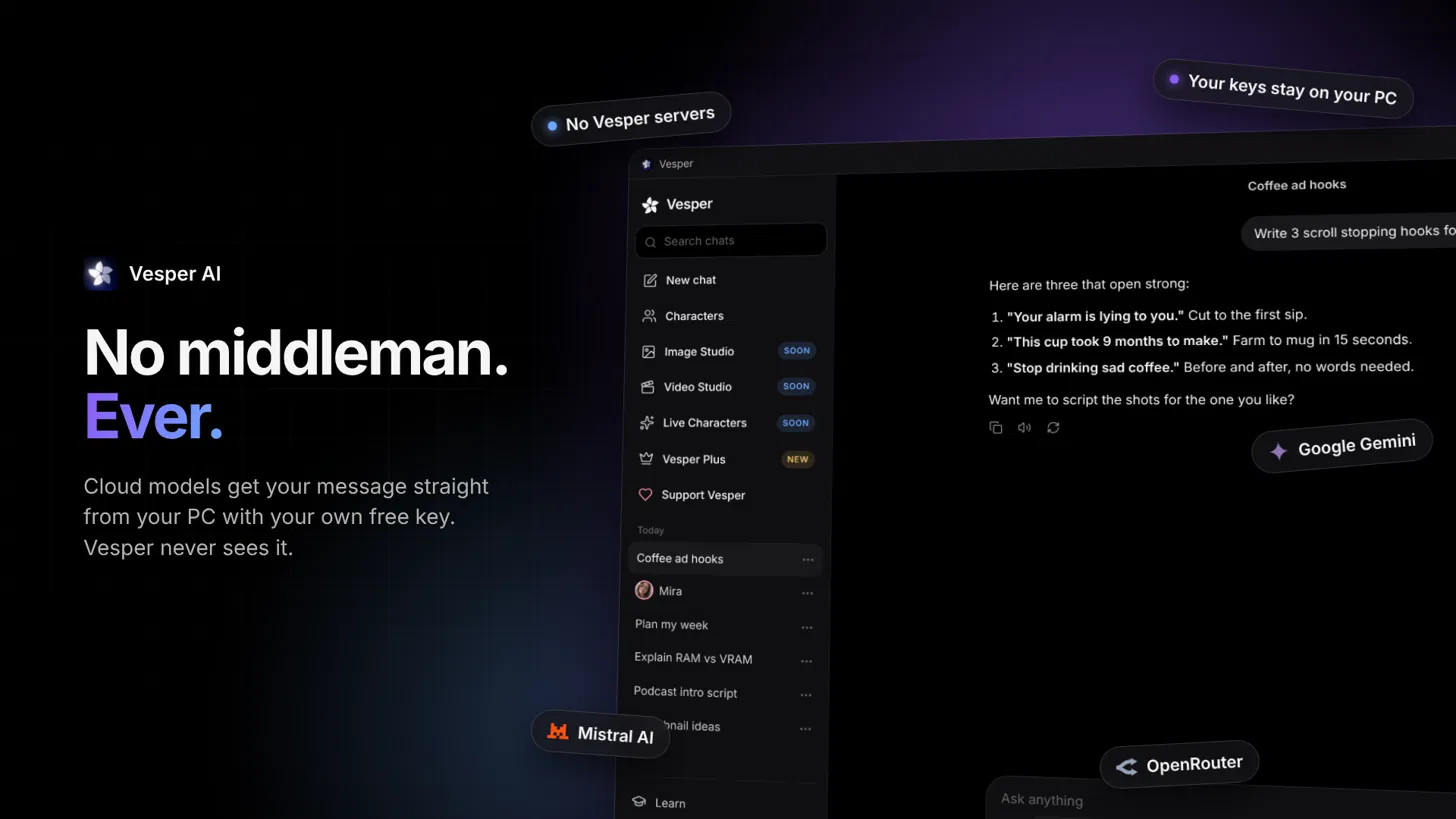 No Vesper servers
Your keys stay on your PC
Vesper AI
No middleman.
Ever.
Cloud models get your message straight
from your PC with your own free key.
Vesper never sees it.
Vesper
Vesper
Search chats
New chat
Characters
Image Studio SOON
Video Studio SOON
Live Characters SOON
Vesper Plus NEW
Support Vesper
Today
Coffee ad hooks
Mira
Plan my week
Explain RAM vs VRAM
Podcast intro script
ideas
Learn
Coffee ad hooks
Write 3 scroll stopping hooks
Here are three that open strong:
1. "Your alarm is lying to you." Cut to the first sip.
2. "This cup took 9 months to make." Farm to mug in 15 seconds.
3. "Stop drinking sad coffee." Before and after, no words needed.
Want me to script the shots for the one you like?
Google Gemini
Mistral AI
OpenRouter
Ask anything